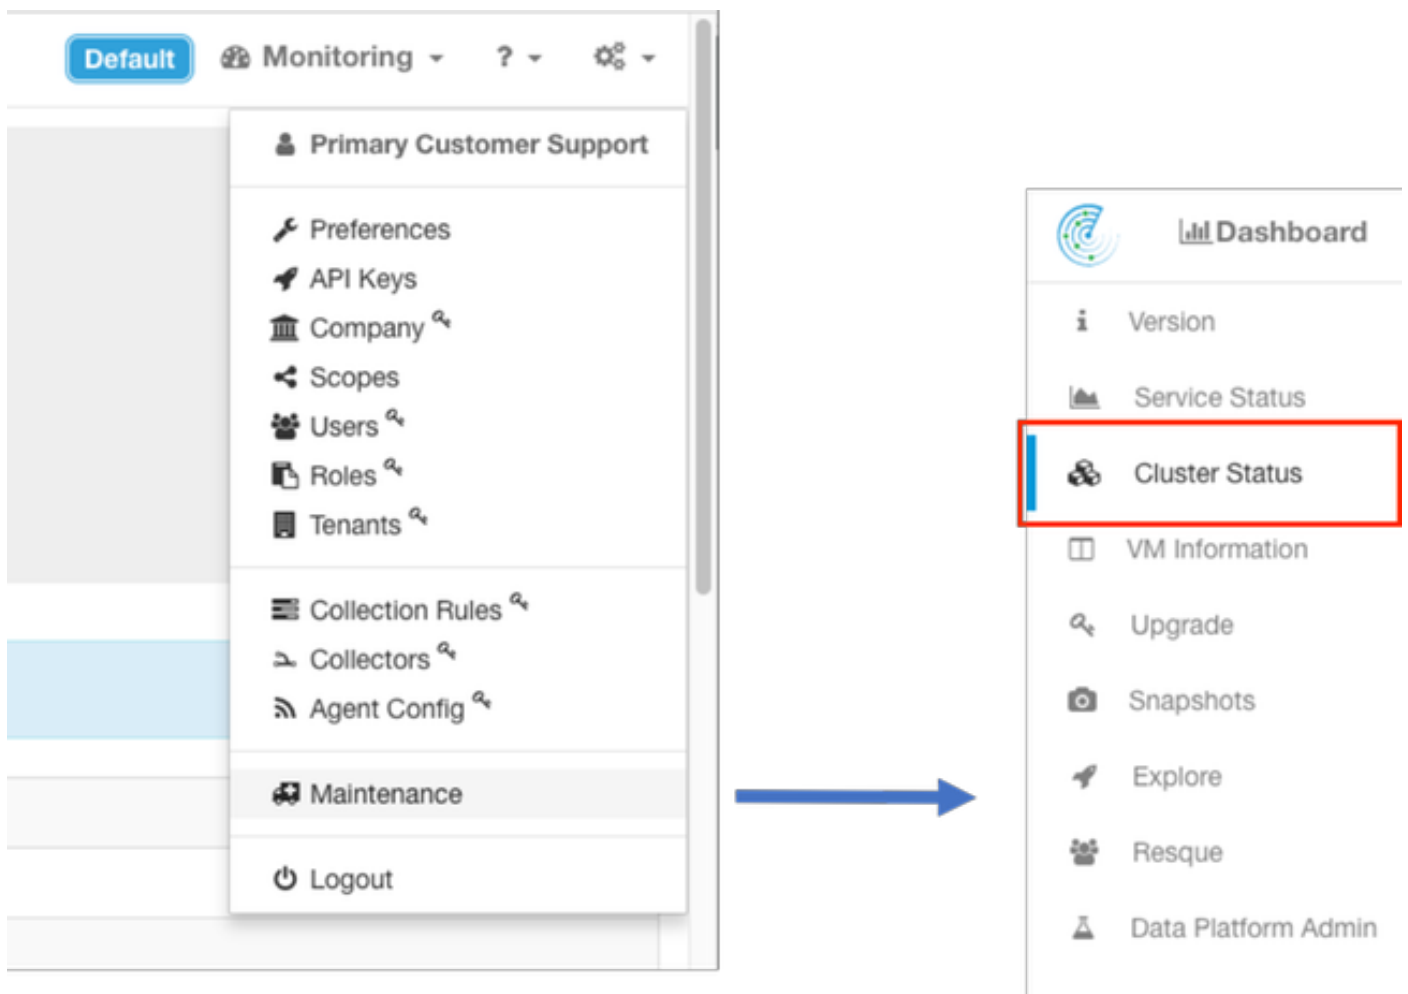 Default Monitoring ?
Primary Customer Support
Preferences
API Keys
Company
Scopes
Users
Roles
Tenants
Collection Rules
Collectors
Agent Config
Maintenance
Logout
Dashboard
Version
Service Status
Cluster Status
VM Information
Upgrade
Snapshots
Explore
Resque
Data Platform Admin